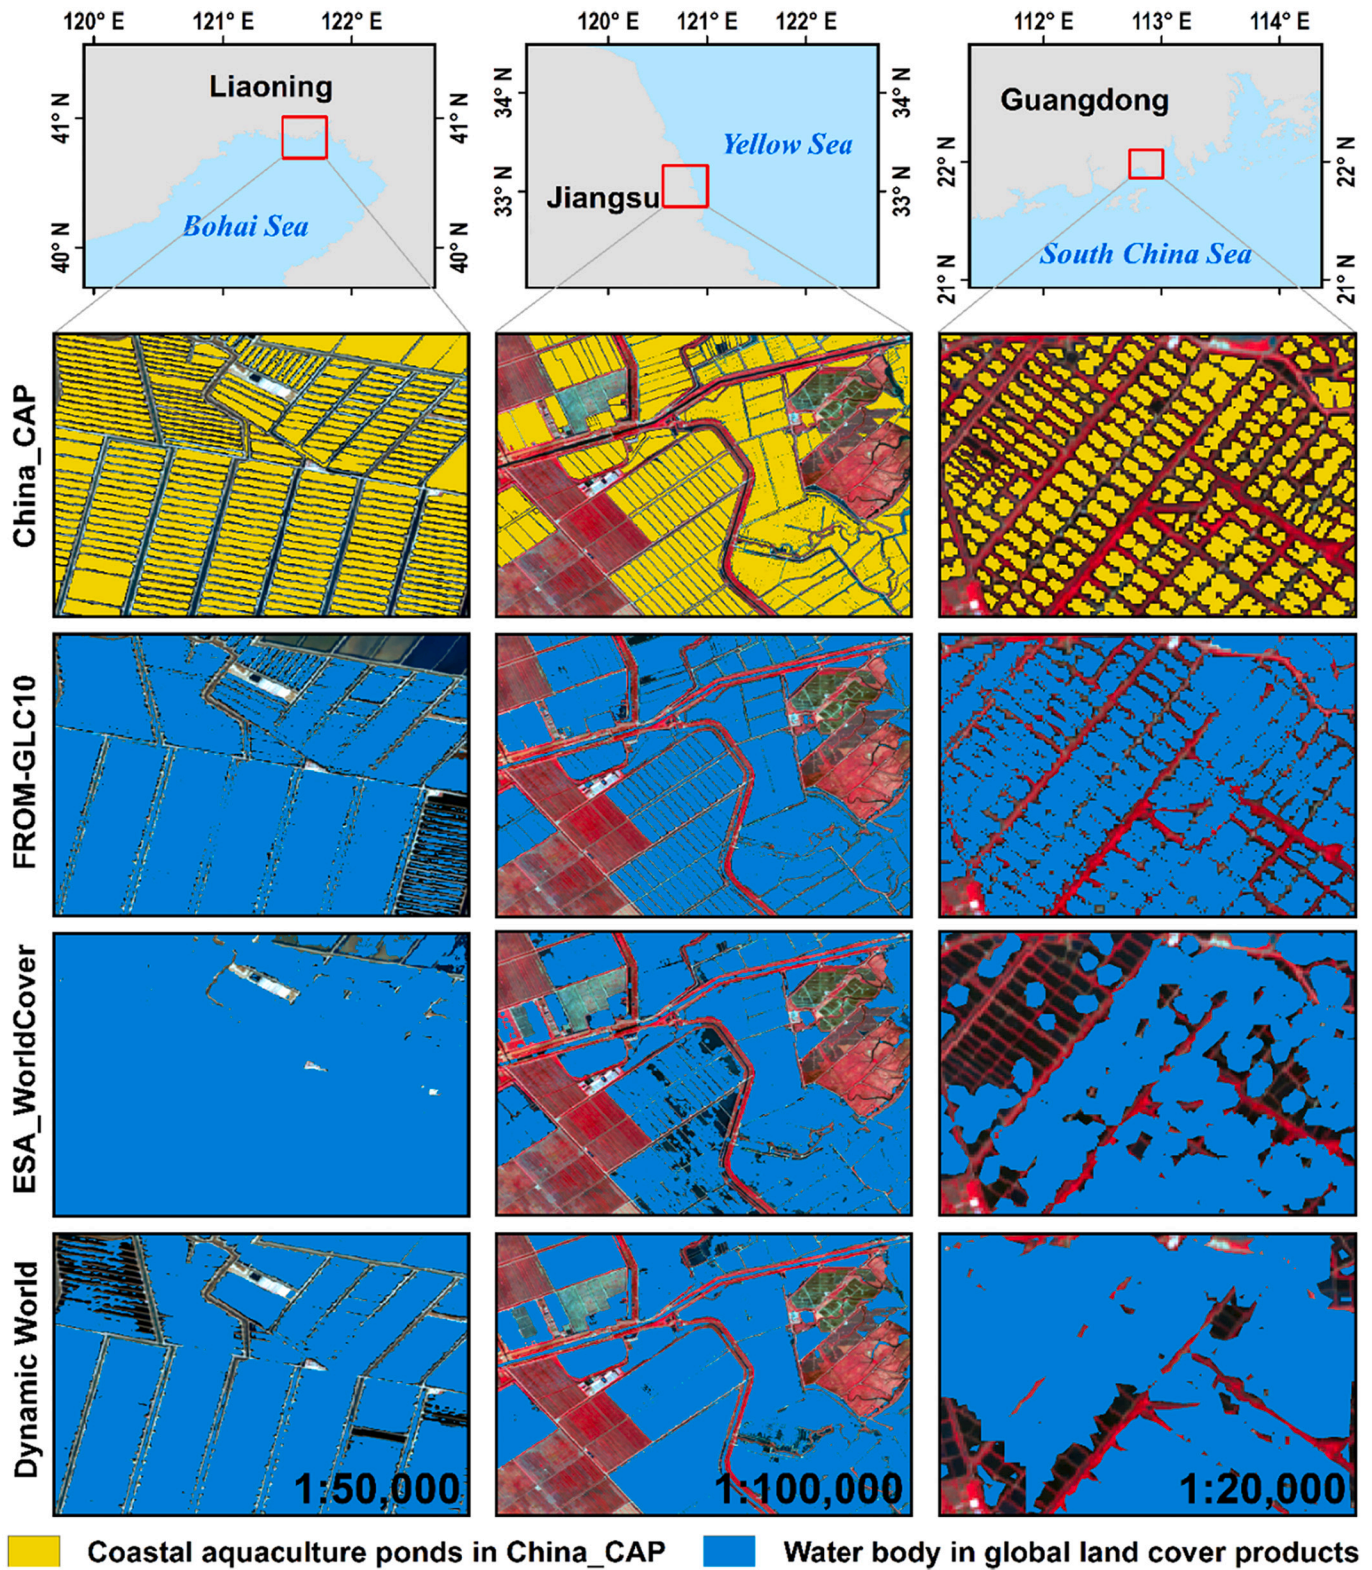 120° E 121° E 122° E
120° E 121° E 122° E
112° E 113° E 114° E
41° N
40° N
Liaoning
Bohai Sea
41° N
40° N
34° N
33° N
Yellow Sea
Jiangsu
34° N
33° N
22° N
21° N
Guangdong
South China Sea
22° N
21° N
China_CAP
FROM-GLC10
ESA_WorldCover
Dynamic World
1:50,000
1:100,000
1:20,000
Coastal aquaculture ponds in China_CAP
Water body in global land cover products